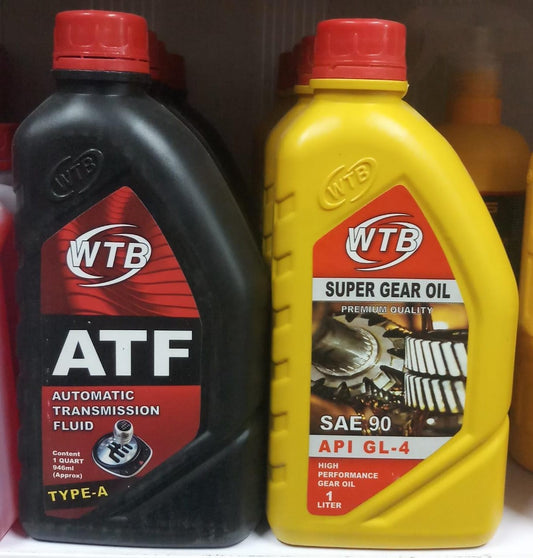 WTB
WTB
ATF
AUTOMATIC
TRANSMISSION
FLUID
Content
1 QUART
946ml
(Approx)
TYPE-A
WTB
WTB
SUPER GEAR OIL
PREMIUM QUALITY
SAE 90
API GL-4
HIGH
PERFORMANCE
GEAR OIL
1
LITER